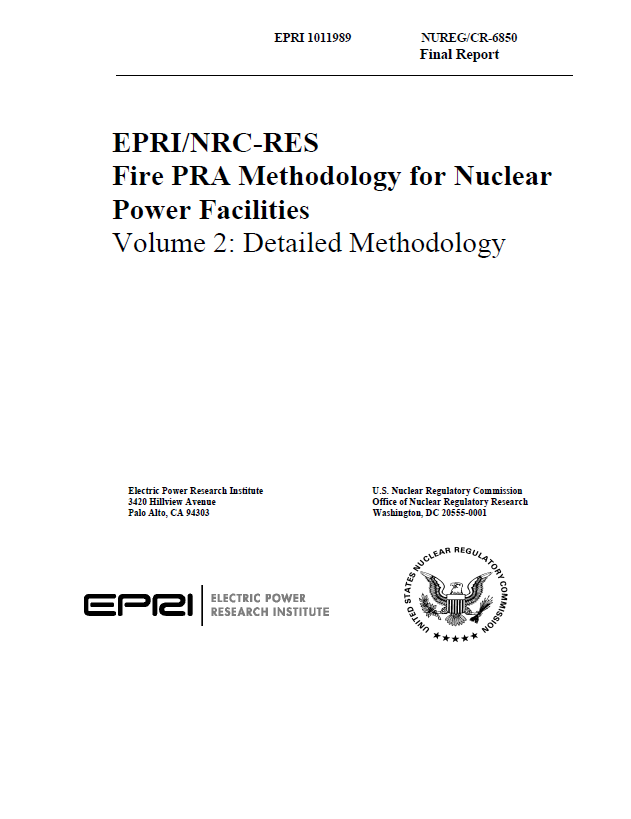 EPRI 1011989 NUREG/CR-6850
Final Report
EPRI/NRC-RES
Fire PRA Methodology for Nuclear
Power Facilities
Volume 2: Detailed Methodology
Electric Power Research Institute
3420 Hillview Avenue
Palo Alto, CA 94303
U.S. Nuclear Regulatory Commission
Office of Nuclear Regulatory Research
Washington, DC 20555-0001
EPRI
ELECTRIC POWER
RESEARCH INSTITUTE
UNITED STATES NUCLEAR REGULATORY COMMISSION